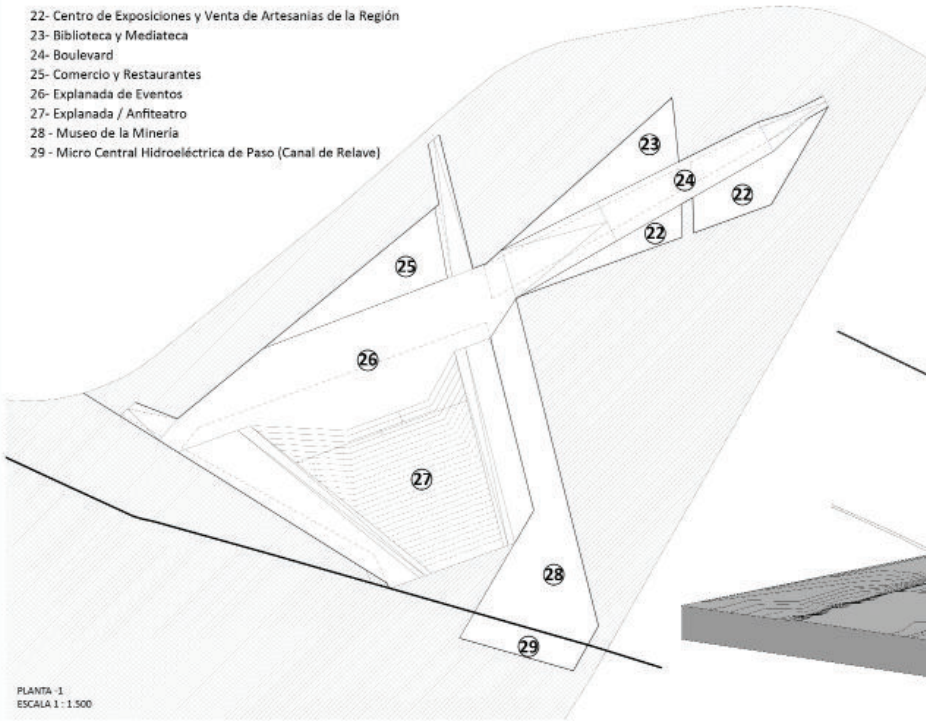 22- Centro de Exposiciones y Venta de Artesanias de la Región
23- Biblioteca y Mediateca
24- Boulevard
25- Comercio y Restaurantes
26- Explanada de Eventos
27- Explanada / Anfiteatro
28 - Museo de la Minería
29 - Micro Central Hidroeléctrica de Paso (Canal de Relave)
23
24
22
22
25
26
27
28
29
PLANTA -1
ESCALA 1 : 1.500